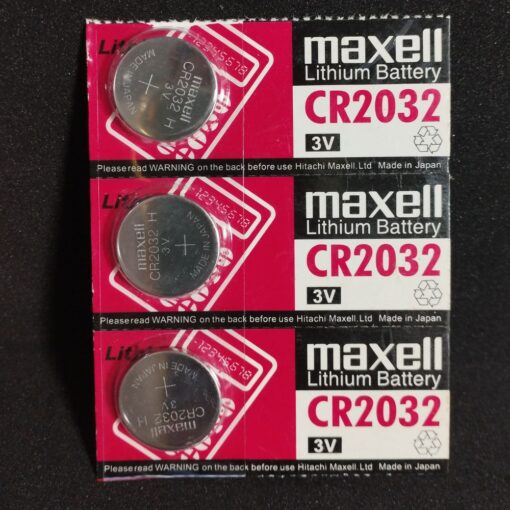 Lith
maxell
Lithium Battery
CR2032
3V
-12345678
+
maxell
CR2032 H
3V
MADE IN JAPAN
Please read WARNING on the back before use Hitachi Maxell.Ltd Made in Japan
Lith
maxell
Lithium Battery
CR2032
3V
-12345678
+
maxell
CR2032 H
3V
MADE IN JAPAN
Please read WARNING on the back before use Hitachi Maxell.Ltd Made in Japan
Lith
maxell
Lithium Battery
CR2032
3V
-12345678
MADE IN JAPAN
+
3V
CR2032 H
maxell
Please read WARNING on the back before use Hitachi Maxell.Ltd Made in Japan